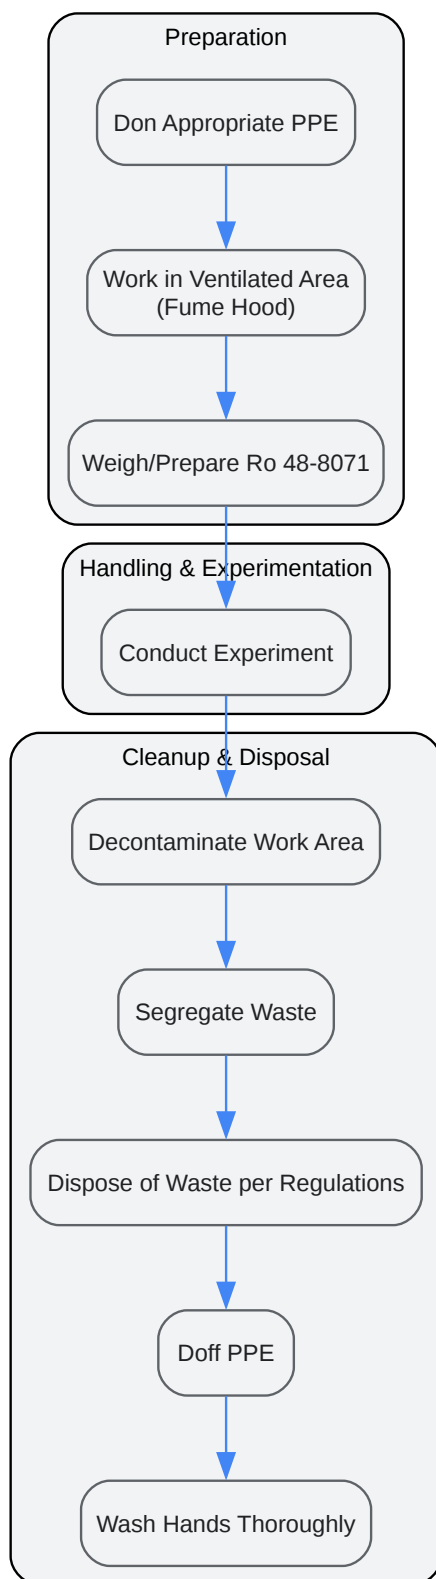 Preparation
Don Appropriate PPE
Work in Ventilated Area
(Fume Hood)
Weigh/Prepare Ro 48-8071
Handling & Experimentation
Conduct Experiment
Cleanup & Disposal
Decontaminate Work Area
Segregate Waste
Dispose of Waste per Regulations
Doff PPE
Wash Hands Thoroughly